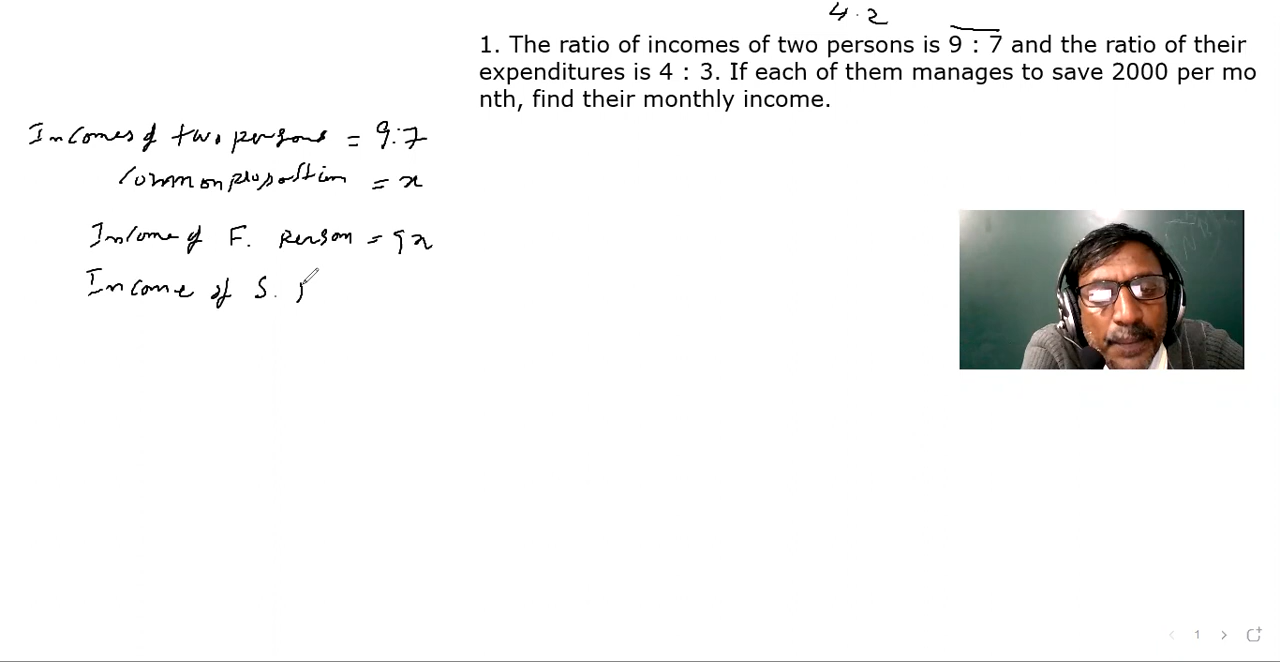 4.2
1. The ratio of incomes of two persons is 9 : 7 and the ratio of their
expenditures is 4 : 3. If each of them manages to save 2000 per mo
nth, find their monthly income.
Incomes of two persons = 9:7
Common proportion = x
Income of F. Person = 9x
Income of S.
1